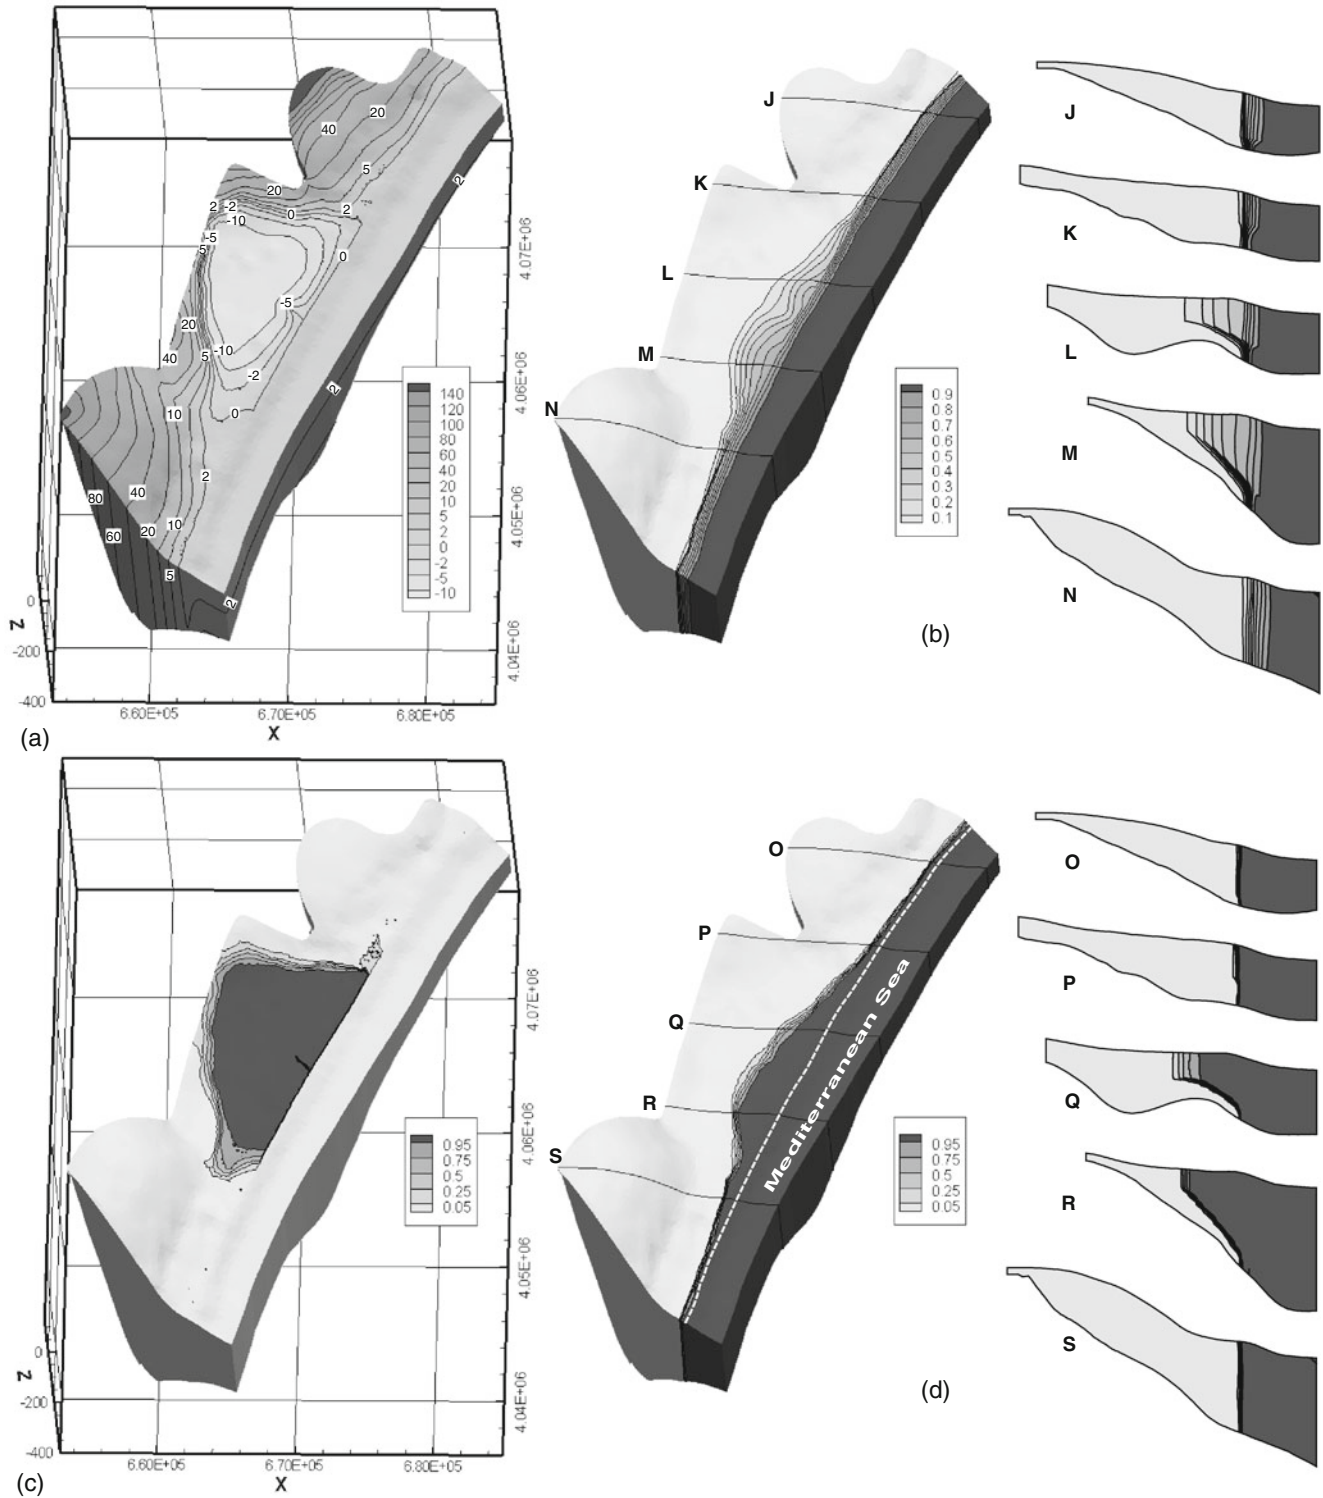 20
40
5
20
2
-2
0
2
-10
-5
5
0
2
-5
20
-10
5
40
-2
10
0
2
2
80
40
60
20
10
5
2
140
120
100
80
60
40
20
10
5
2
0
-2
-5
-10
4.07E+06
4.06E+06
4.05E+06
4.04E+06
0
-200
-400
Z
6.60E+05
6.70E+05
6.80E+05
X
(a)
J
K
L
M
N
0.9
0.8
0.7
0.6
0.5
0.4
0.3
0.2
0.1
(b)
J
K
L
M
N
4.07E+06
4.06E+06
4.05E+06
4.04E+06
0.95
0.75
0.5
0.25
0.05
0
-200
-400
Z
6.60E+05
6.70E+05
6.80E+05
X
(c)
O
P
Q
R
S
Mediterranean Sea
0.95
0.75
0.5
0.25
0.05
(d)
O
P
Q
R
S